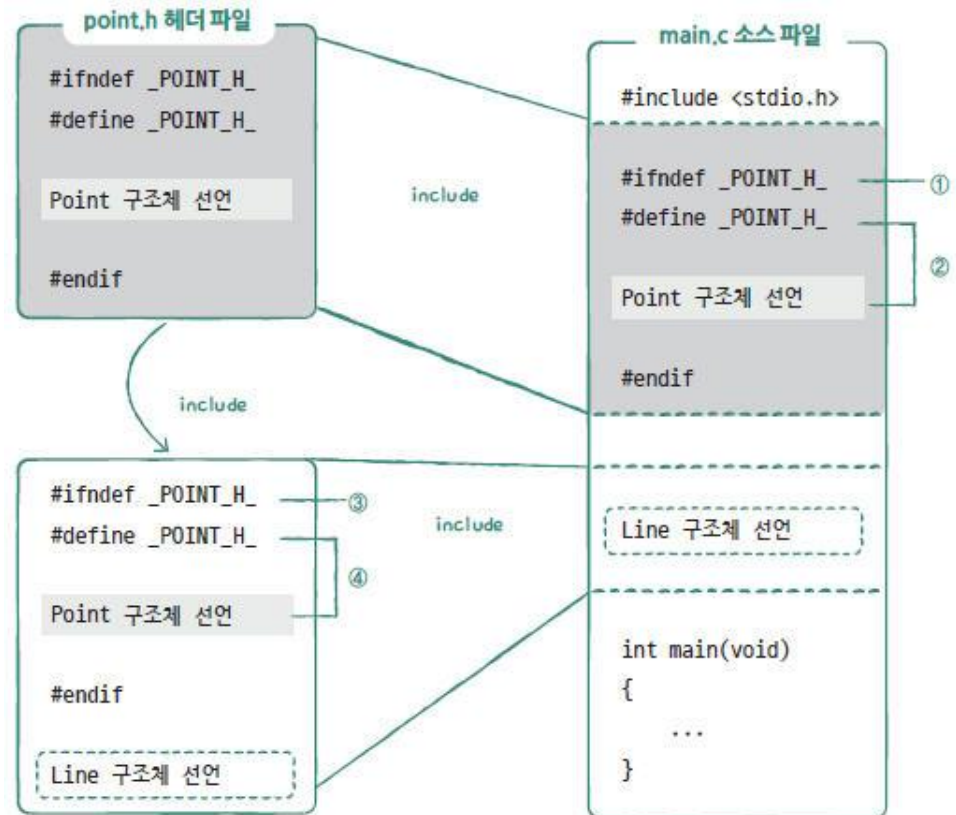 point.h 헤더 파일
#ifndef _POINT_H_
#define _POINT_H_
Point 구조체 선언
#endif
include
include
#ifndef _POINT_H_
③
#define _POINT_H_
④
Point 구조체 선언
#endif
Line 구조체 선언
include
main.c 소스 파일
#include <stdio.h>
#ifndef _POINT_H_
①
#define _POINT_H_
②
Point 구조체 선언
#endif
Line 구조체 선언
int main(void)
{
...
}